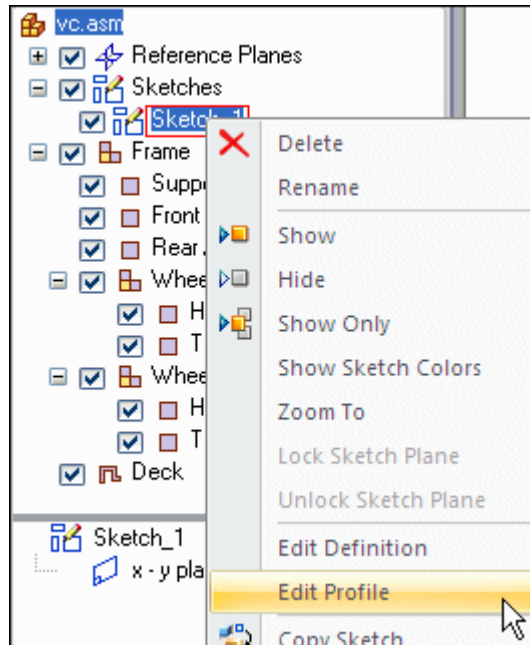 vc.asm
Reference Planes
Sketches
Sketch_1
Frame
Front
Rear
Deck
Sketch_1
x - y
Delete
Rename
Show
Hide
Show Only
Show Sketch Colors
Zoom To
Lock Sketch Plane
Unlock Sketch Plane
Edit Definition
Edit Profile
Copy Sketch